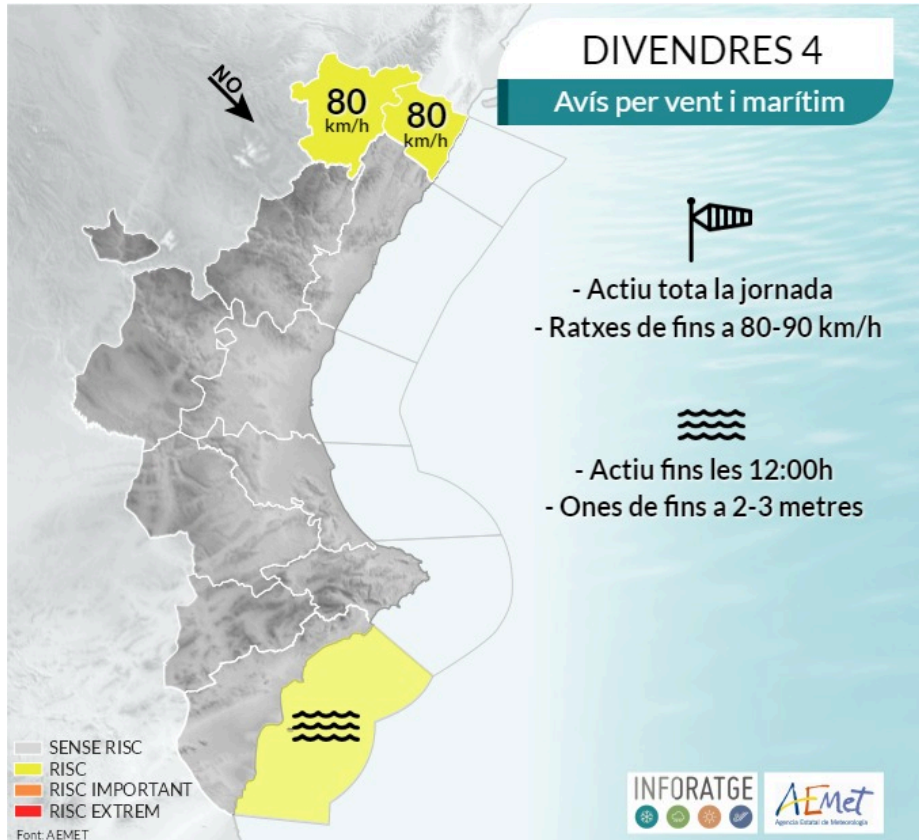 DIVENDRES 4
Avís per vent i marítim
NO
80
km/h
80
km/h
- Actiu tota la jornada
- Ratxes de fins a 80-90 km/h
- Actiu fins les 12:00h
- Ones de fins a 2-3 metres
SENSE RISC
RISC
RISC IMPORTANT
RISC EXTREM
Font: AEMET
INFORATGE
AEMet
Agencia Estatal de Meteorología